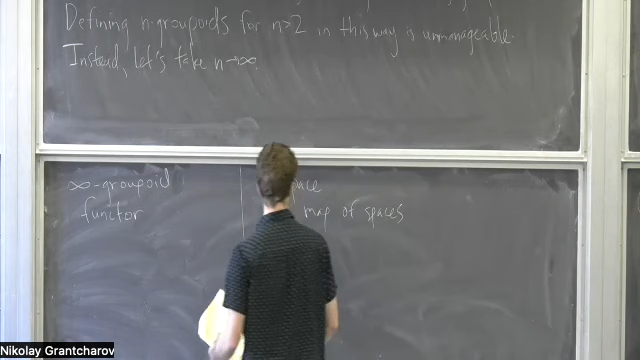 Defining n-groupoids for n>2 in this way is unmanageable.
Instead, let's take n→∞.
∞-groupoid
space
functor
map of spaces
Nikolay Grantcharov